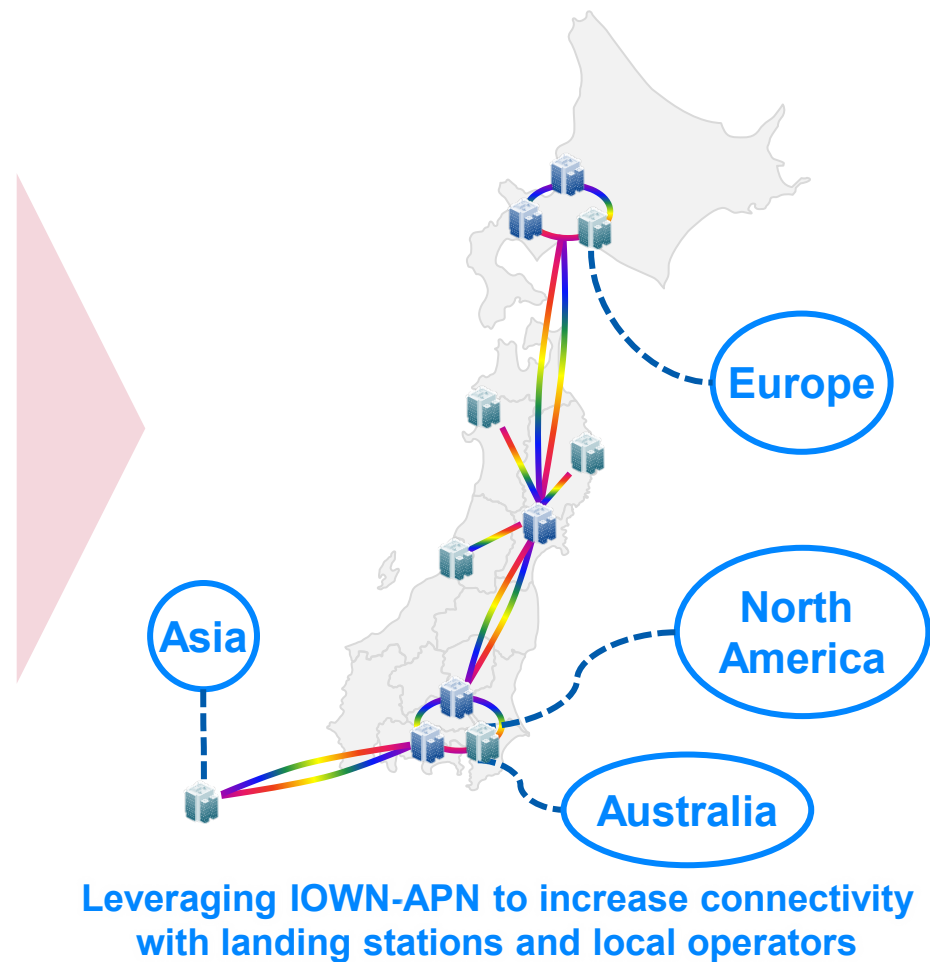 Europe
North
America
Asia
Australia
Leveraging IOWN-APN to increase connectivity
with landing stations and local operators